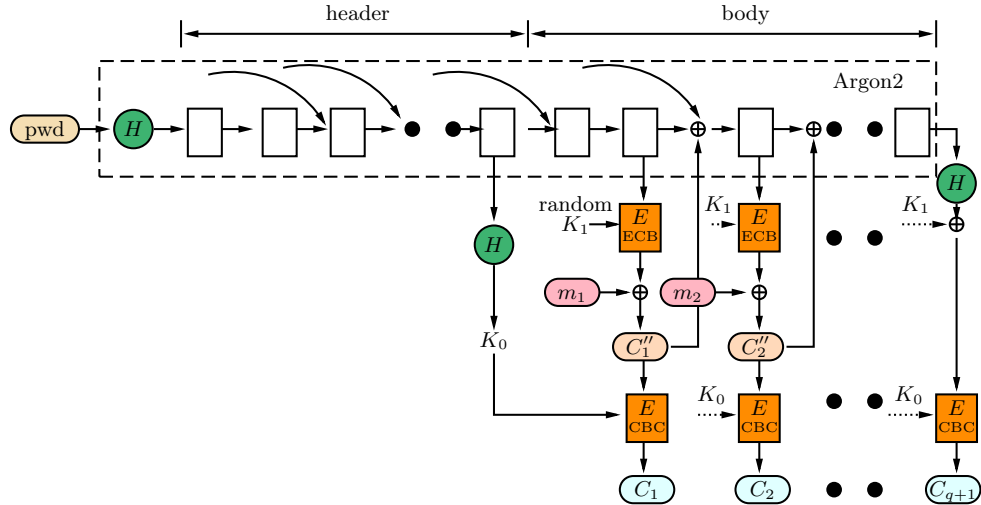 header body
Argon2
pwd H
H
random K₁ E ECB K₁ E ECB K₁
H
m₁ m₂
K₀ C₁″ C₂″
E CBC K₀ E CBC K₀ E CBC
C₁ C₂ C_{q+1}